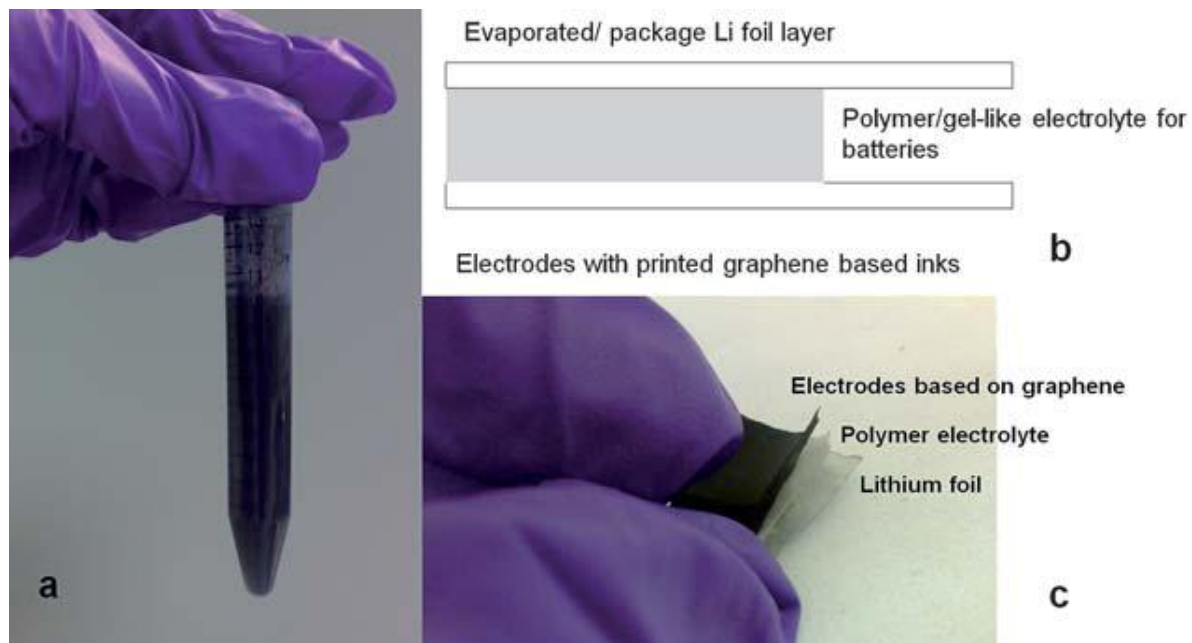 Evaporated/ package Li foil layer
Polymer/gel-like electrolyte for
batteries
b
Electrodes with printed graphene based inks
Electrodes based on graphene
Polymer electrolyte
Lithium foil
a
c